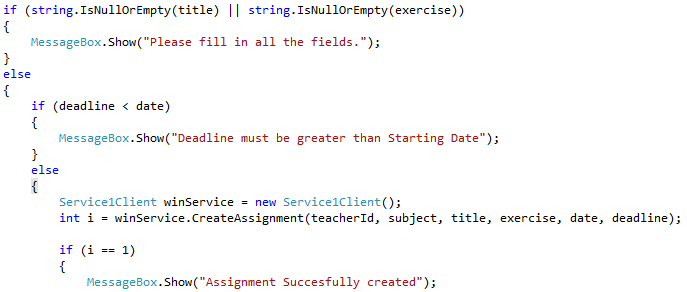 if (string.IsNullOrEmpty(title) || string.IsNullOrEmpty(exercise))
{
    MessageBox.Show("Please fill in all the fields.");
}
else
{
    if (deadline < date)
    {
        MessageBox.Show("Deadline must be greater than Starting Date");
    }
    else
    {
        Service1Client winService = new Service1Client();
        int i = winService.CreateAssignment(teacherId, subject, title, exercise, date, deadline);

        if (i == 1)
        {
            MessageBox.Show("Assignment Succesfully created");